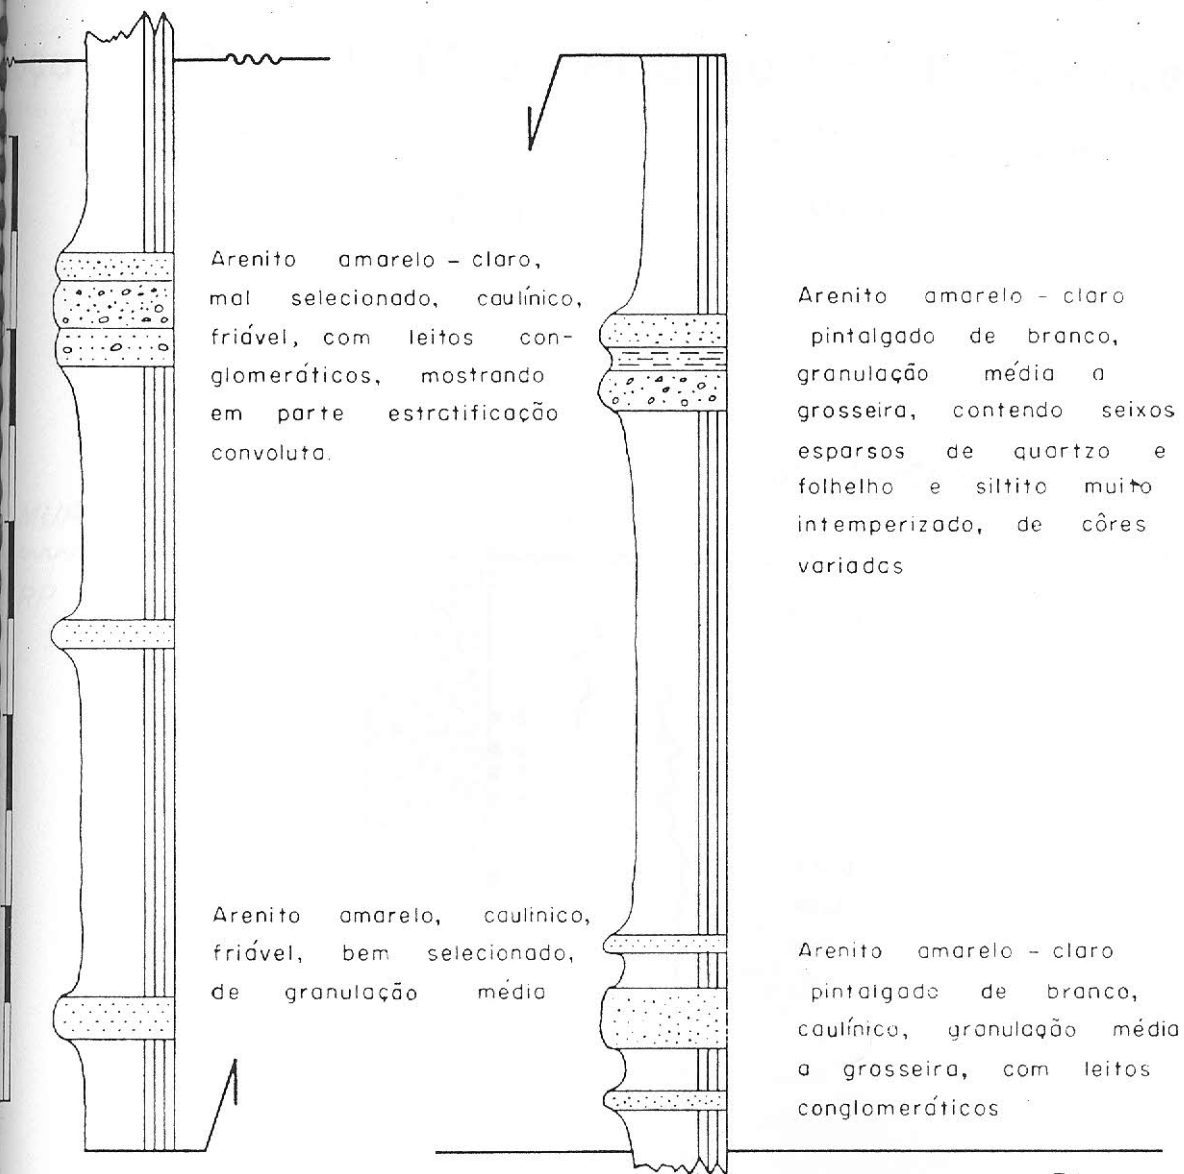 Arenito amarelo - claro,
mal selecionado, caulínico,
friável, com leitos con-
glomeráticos, mostrando
em parte estratificação
convoluta.
Arenito amarelo, caulínico,
friável, bem selecionado,
de granulação média
Arenito amarelo - claro
pintalgado de branco,
granulação média a
grosseira, contendo seixos
esparsos de quartzo e
folhelho e siltito muito
intemperizado, de côres
variadas
Arenito amarelo - claro
pintalgado de branco,
caulínico, granulação média
a grosseira, com leitos
conglomeráticos